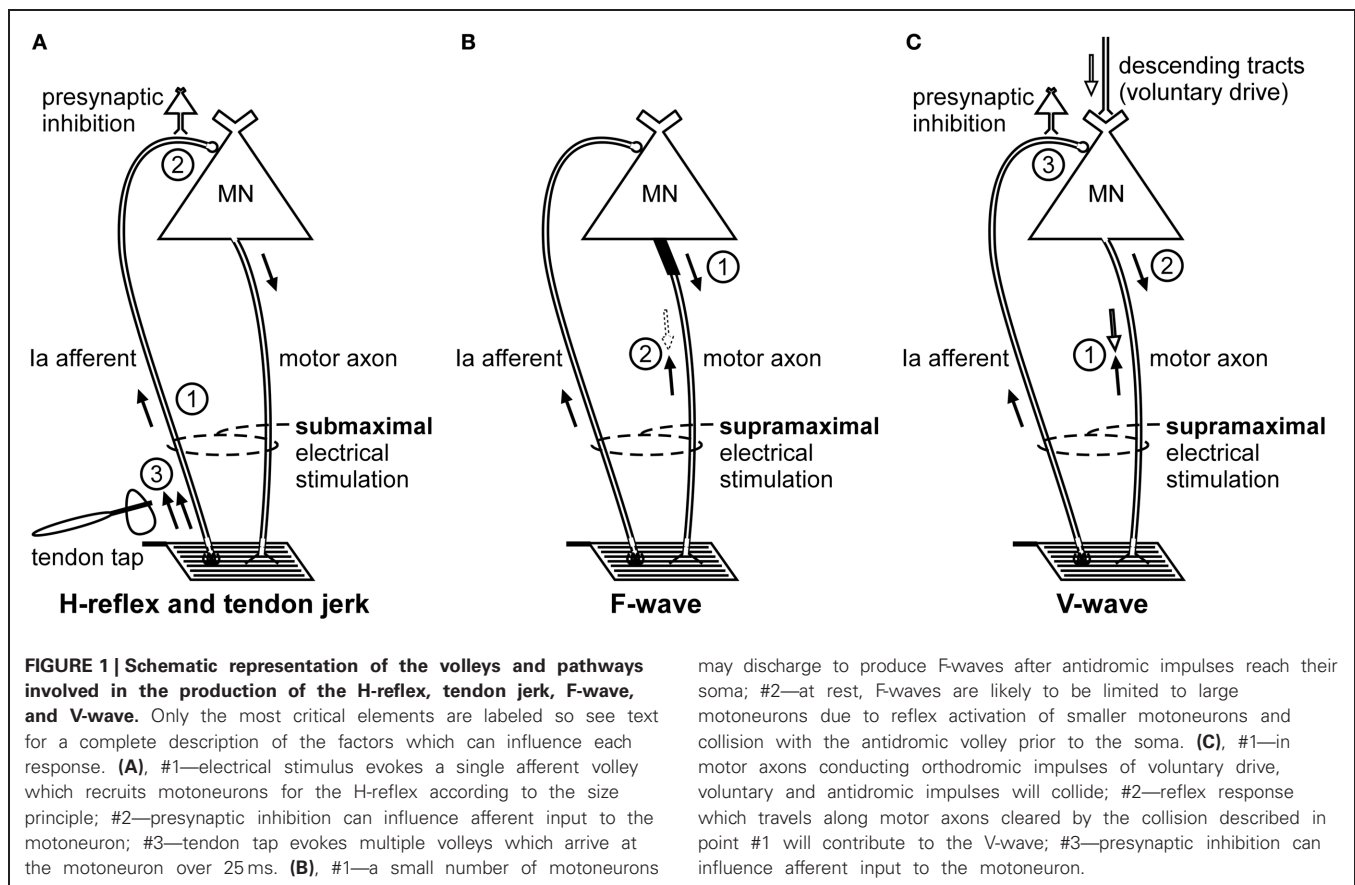 A
presynaptic
inhibition
2
MN
Ia afferent
motor axon
1
submaximal
electrical
stimulation
3
tendon tap
H-reflex and tendon jerk
B
MN
1
2
Ia afferent
motor axon
supramaximal
electrical
stimulation
F-wave
C
descending tracts
(voluntary drive)
presynaptic
inhibition
3
MN
2
1
Ia afferent
motor axon
supramaximal
electrical
stimulation
V-wave
FIGURE 1 | Schematic representation of the volleys and pathways
involved in the production of the H-reflex, tendon jerk, F-wave,
and V-wave. Only the most critical elements are labeled so see text
for a complete description of the factors which can influence each
response. (A), #1—electrical stimulus evokes a single afferent volley
which recruits motoneurons for the H-reflex according to the size
principle; #2—presynaptic inhibition can influence afferent input to the
motoneuron; #3—tendon tap evokes multiple volleys which arrive at
the motoneuron over 25 ms. (B), #1—a small number of motoneurons
may discharge to produce F-waves after antidromic impulses reach their
soma; #2—at rest, F-waves are likely to be limited to large
motoneurons due to reflex activation of smaller motoneurons and
collision with the antidromic volley prior to the soma. (C), #1—in
motor axons conducting orthodromic impulses of voluntary drive,
voluntary and antidromic impulses will collide; #2—reflex response
which travels along motor axons cleared by the collision described in
point #1 will contribute to the V-wave; #3—presynaptic inhibition can
influence afferent input to the motoneuron.